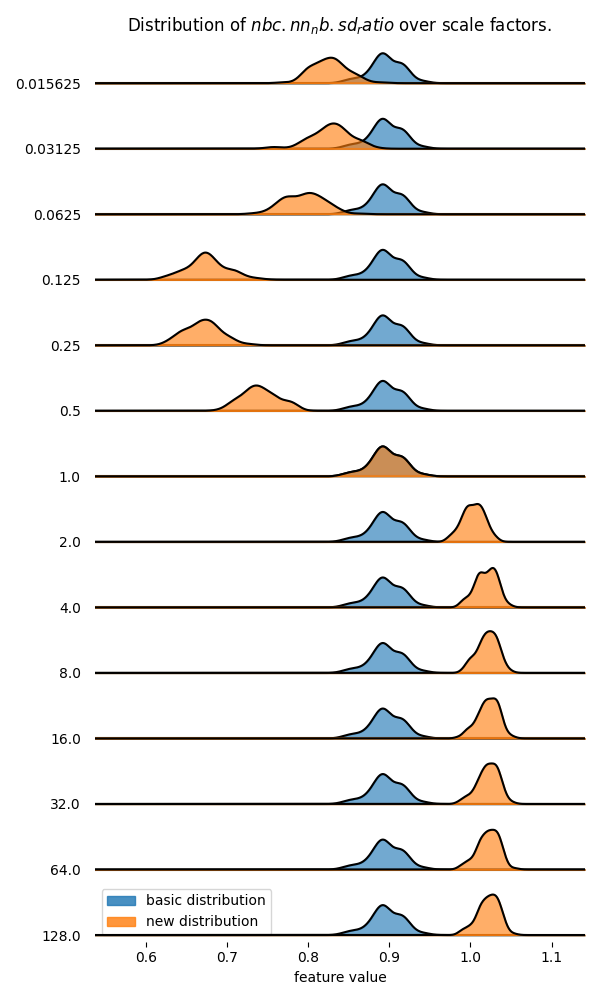 Distribution of nbc.nn_nb.sd_ratio over scale factors.
0.015625
0.03125
0.0625
0.125
0.25
0.5
1.0
2.0
4.0
8.0
16.0
32.0
64.0
basic distribution
new distribution
128.0
0.6 0.7 0.8 0.9 1.0 1.1
feature value